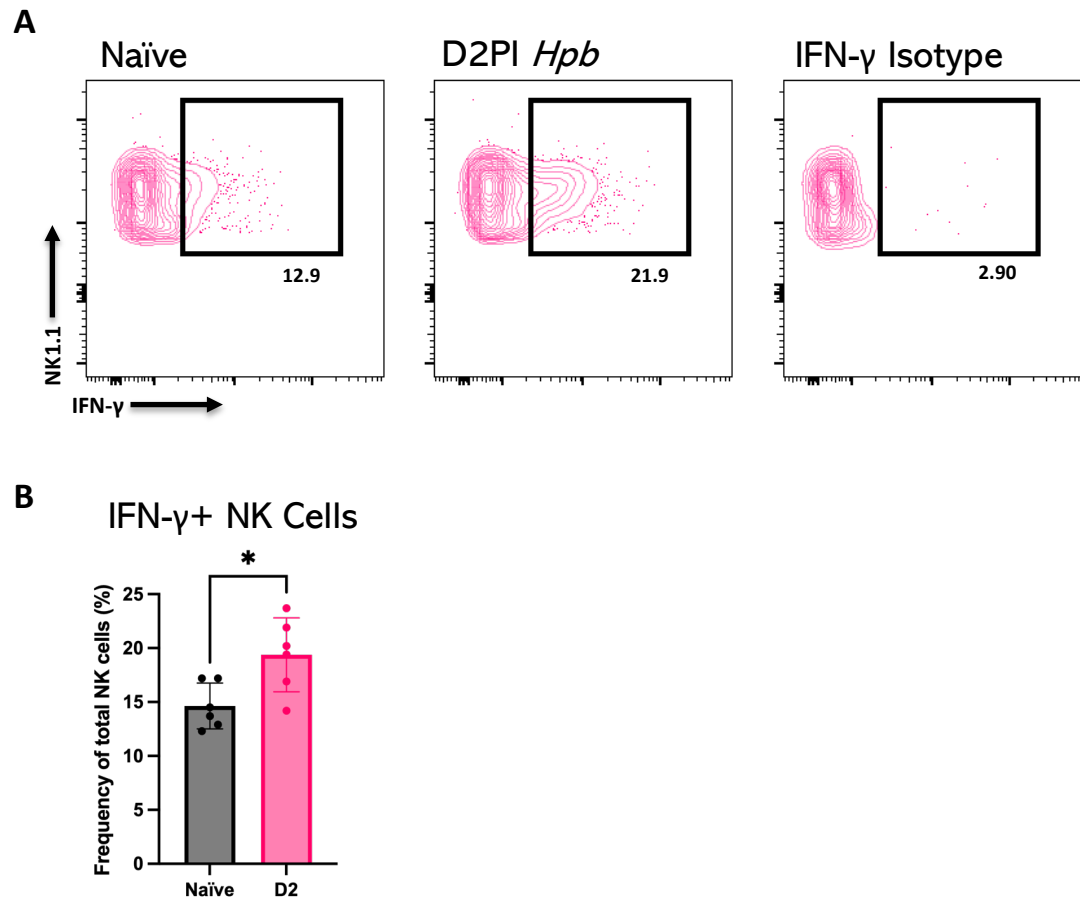 A
Naïve
D2PI Hpb
IFN-γ Isotype
12.9
21.9
2.90
NK1.1
IFN-γ
B
IFN-γ+ NK Cells
*
Frequency of total NK cells (%)
25
20
15
10
5
0
Naïve
D2